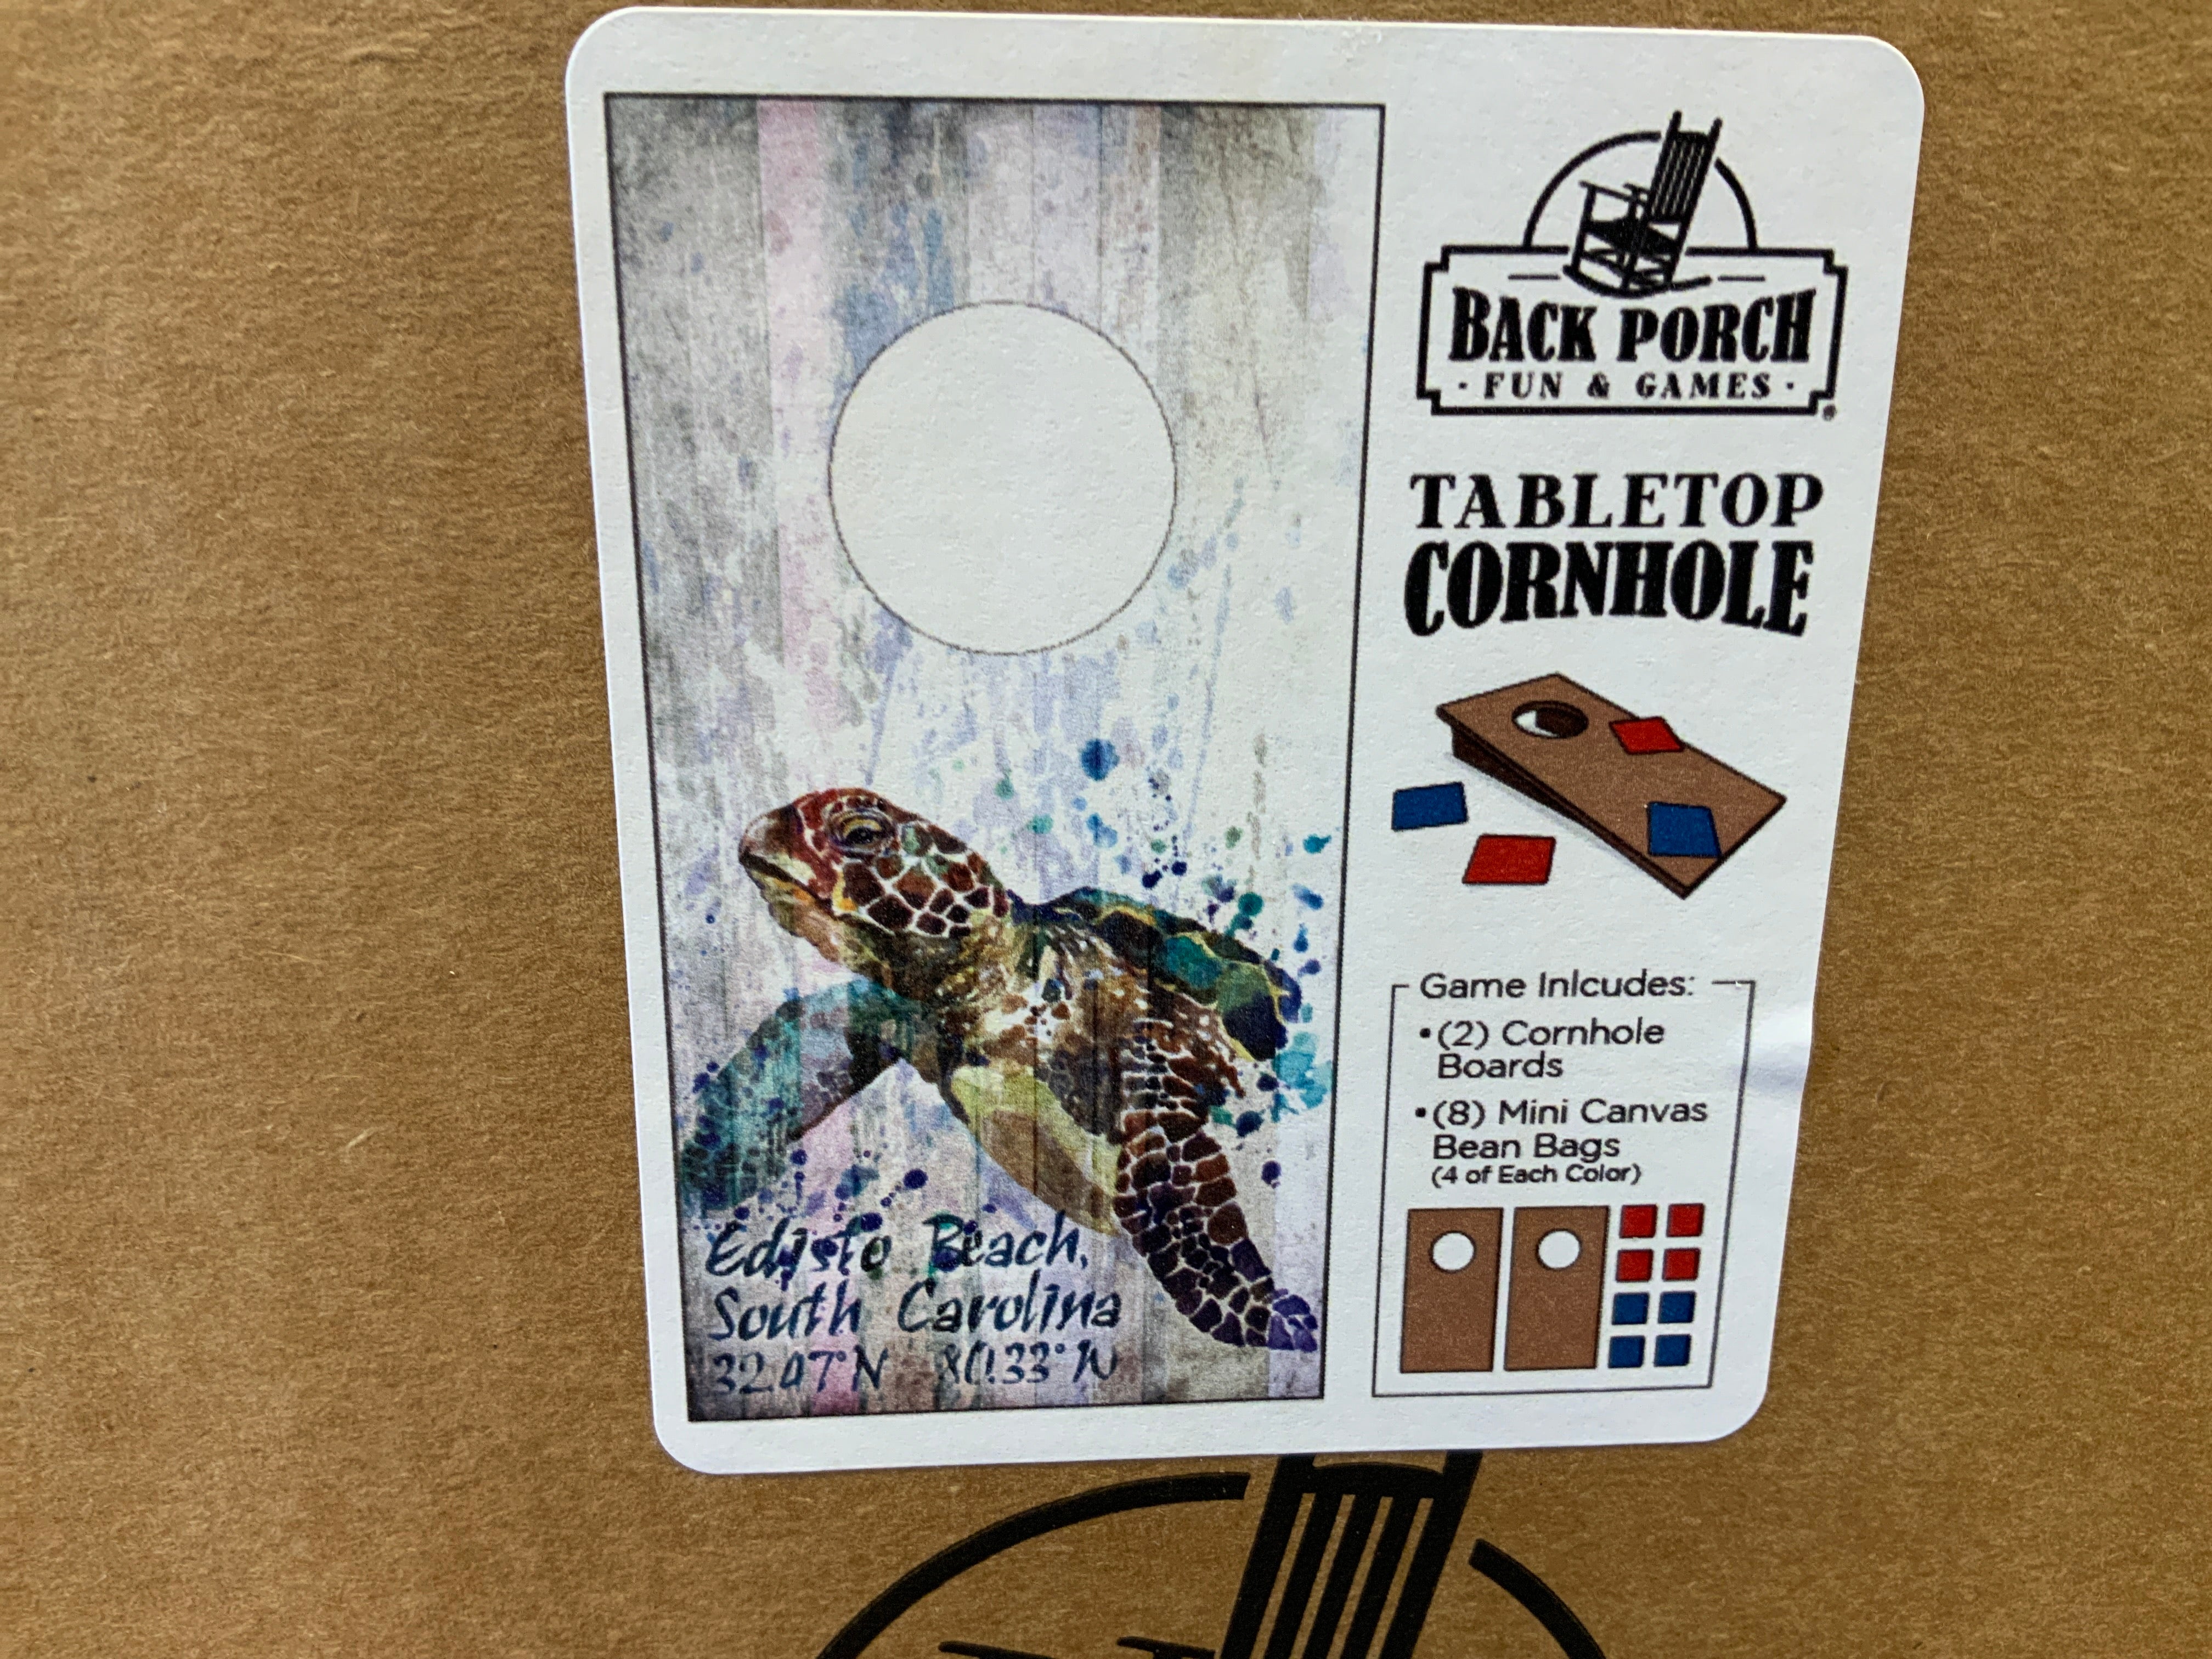 BACK PORCH
· FUN & GAMES ·
®
TABLETOP
CORNHOLE
Game Inlcudes:
•(2) Cornhole
Boards
•(8) Mini Canvas
Bean Bags
(4 of Each Color)
Edisto Beach,
South Carolina
32.47°N 80.33°W